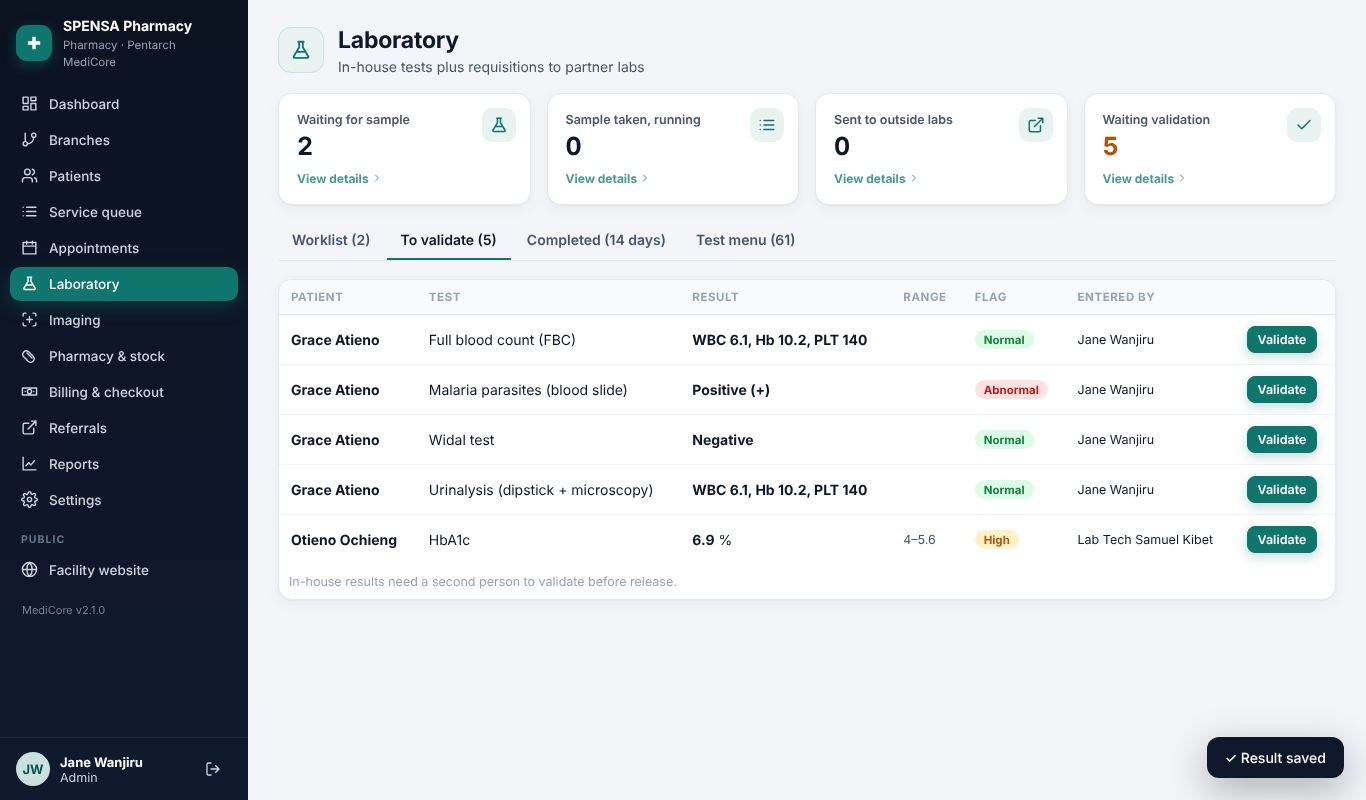 SPENSA Pharmacy
Pharmacy · Pentarch
MediCore
Dashboard
Branches
Patients
Service queue
Appointments
Laboratory
Imaging
Pharmacy & stock
Billing & checkout
Referrals
Reports
Settings
PUBLIC
Facility website
MediCore v2.1.0
JW
Jane Wanjiru
Admin
Laboratory
In-house tests plus requisitions to partner labs
Waiting for sample
2
View details
Sample taken, running
0
View details
Sent to outside labs
0
View details
Waiting validation
5
View details
Worklist (2) To validate (5) Completed (14 days) Test menu (61)
PATIENT TEST RESULT RANGE FLAG ENTERED BY
Grace Atieno Full blood count (FBC) WBC 6.1, Hb 10.2, PLT 140 Normal Jane Wanjiru Validate
Grace Atieno Malaria parasites (blood slide) Positive (+) Abnormal Jane Wanjiru Validate
Grace Atieno Widal test Negative Normal Jane Wanjiru Validate
Grace Atieno Urinalysis (dipstick + microscopy) WBC 6.1, Hb 10.2, PLT 140 Normal Jane Wanjiru Validate
Otieno Ochieng HbA1c 6.9 % 4–5.6 High Lab Tech Samuel Kibet Validate
In-house results need a second person to validate before release.
✓ Result saved